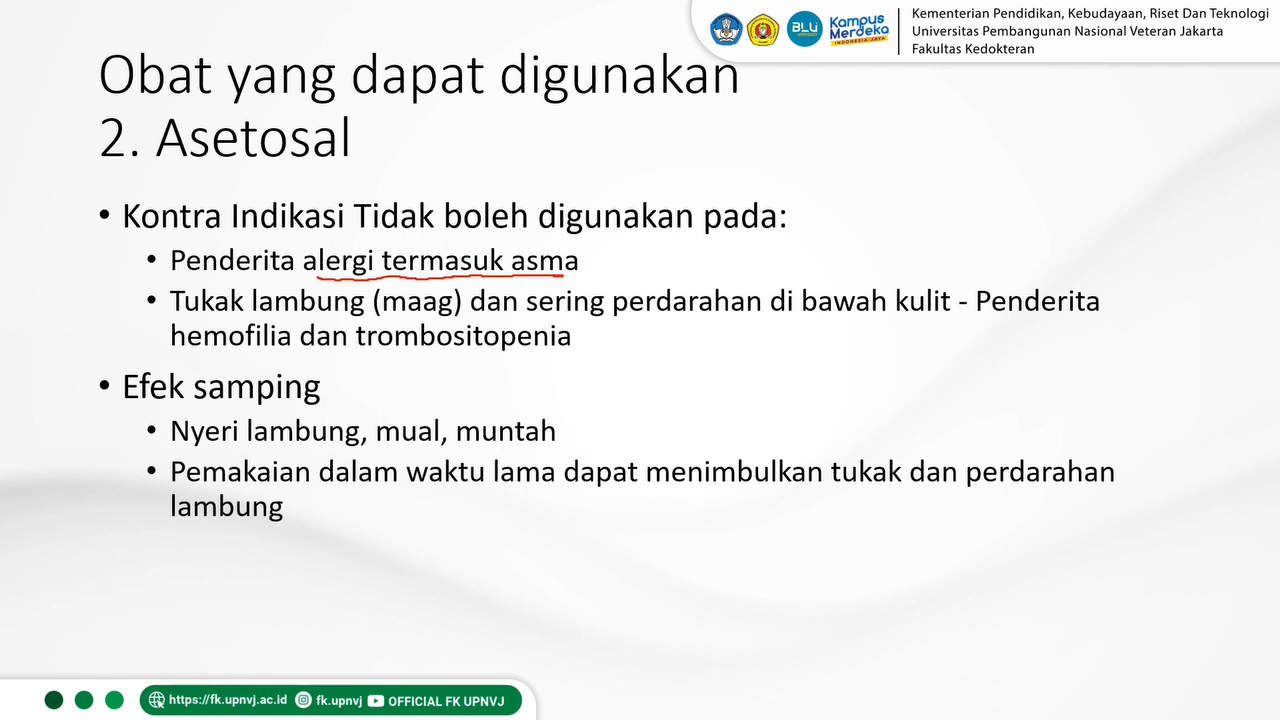 Kementerian Pendidikan, Kebudayaan, Riset Dan Teknologi
Universitas Pembangunan Nasional Veteran Jakarta
Fakultas Kedokteran
BLU
Kampus
Merdeka
INDONESIA JAYA
Obat yang dapat digunakan
2. Asetosal
• Kontra Indikasi Tidak boleh digunakan pada:
• Penderita alergi termasuk asma
• Tukak lambung (maag) dan sering perdarahan di bawah kulit - Penderita
hemofilia dan trombositopenia
• Efek samping
• Nyeri lambung, mual, muntah
• Pemakaian dalam waktu lama dapat menimbulkan tukak dan perdarahan
lambung
https://fk.upnvj.ac.id fk.upnvj OFFICIAL FK UPNVJ